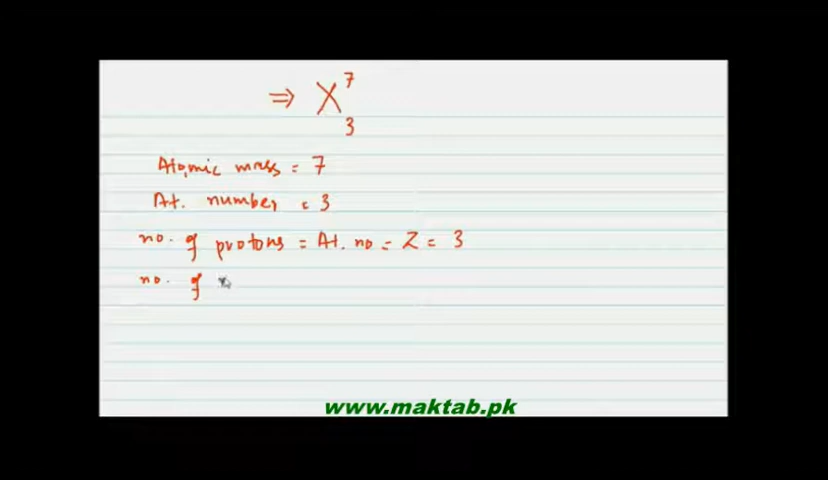 ⇒ X 7
3
Atomic mass = 7
At. number = 3
no. of protons = At. no = Z = 3
no. of
www.maktab.pk